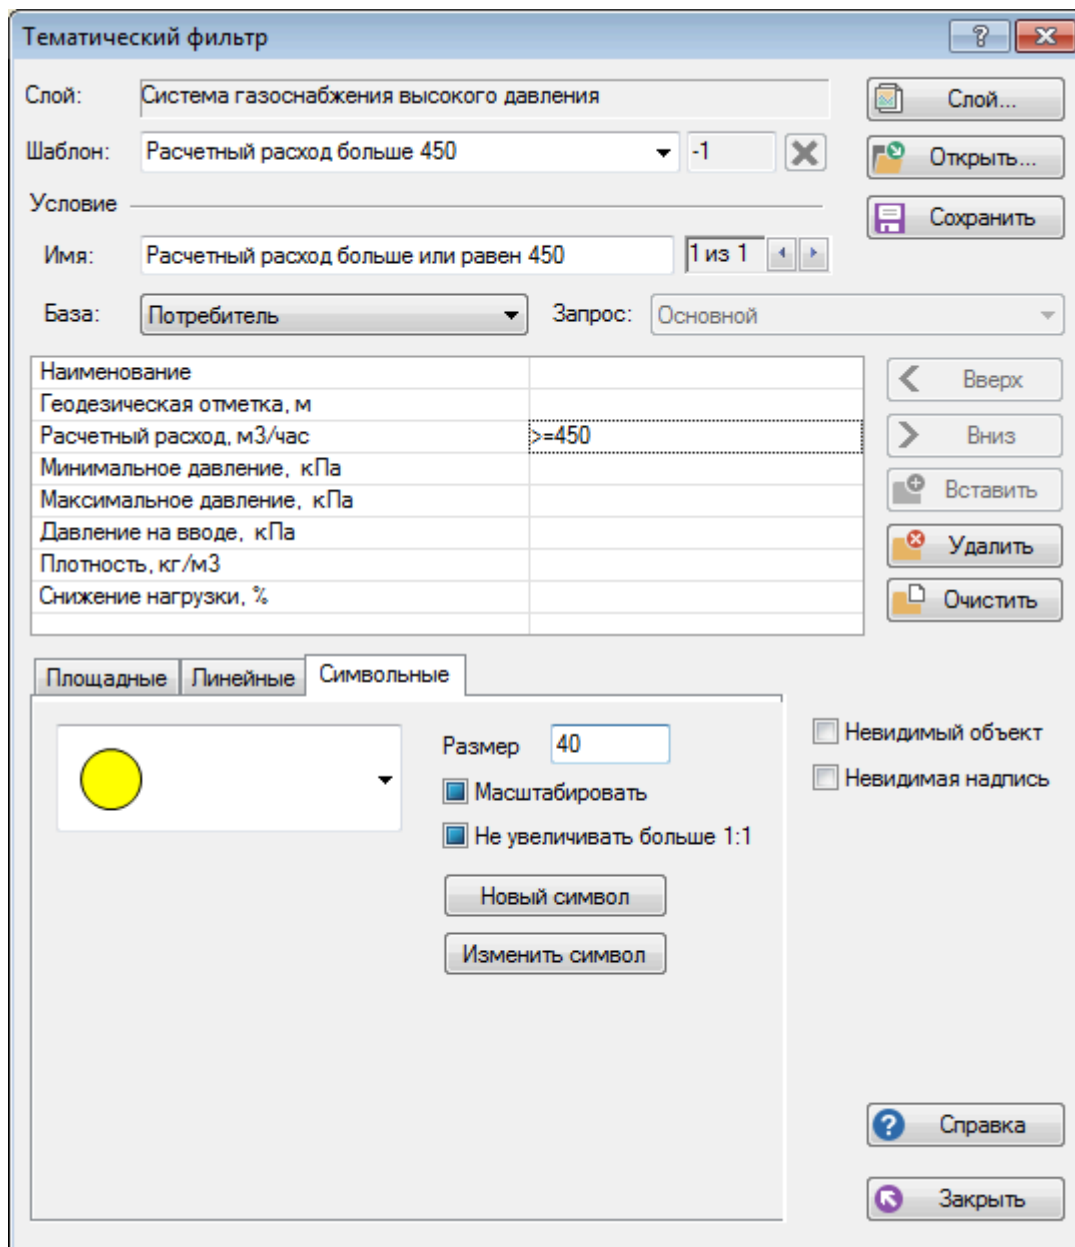 Тематический фильтр
Слой: Система газоснабжения высокого давления Слой...
Шаблон: Расчетный расход больше 450 -1 Открыть...
Условие Сохранить
Имя: Расчетный расход больше или равен 450 1 из 1
База: Потребитель Запрос: Основной
Наименование Вверх
Геодезическая отметка, м
Расчетный расход, м3/час >=450 Вниз
Минимальное давление, кПа
Максимальное давление, кПа Вставить
Давление на вводе, кПа Удалить
Плотность, кг/м3
Снижение нагрузки, % Очистить
Площадные Линейные Символьные
Размер 40 Невидимый объект
Масштабировать Невидимая надпись
Не увеличивать больше 1:1
Новый символ
Изменить символ
Справка
Закрыть